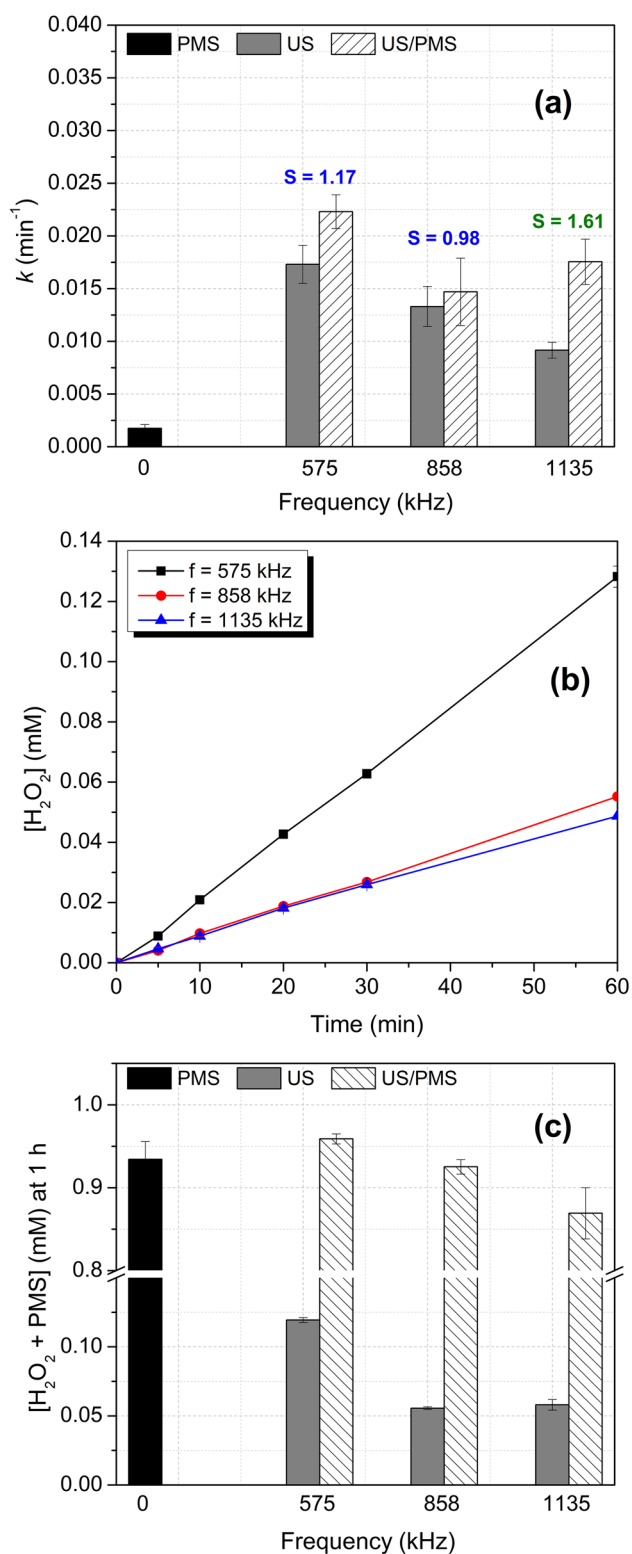 PMS US US/PMS
(a)
S = 1.17
S = 0.98
S = 1.61
k (min⁻¹)
0.040
0.035
0.030
0.025
0.020
0.015
0.010
0.005
0.000
0 575 858 1135
Frequency (kHz)
f = 575 kHz
f = 858 kHz
f = 1135 kHz
(b)
[H₂O₂] (mM)
0.14
0.12
0.10
0.08
0.06
0.04
0.02
0.00
0 10 20 30 40 50 60
Time (min)
PMS US US/PMS
(c)
[H₂O₂ + PMS] (mM) at 1 h
1.0
0.9
0.8
0.10
0.05
0.00
0 575 858 1135
Frequency (kHz)